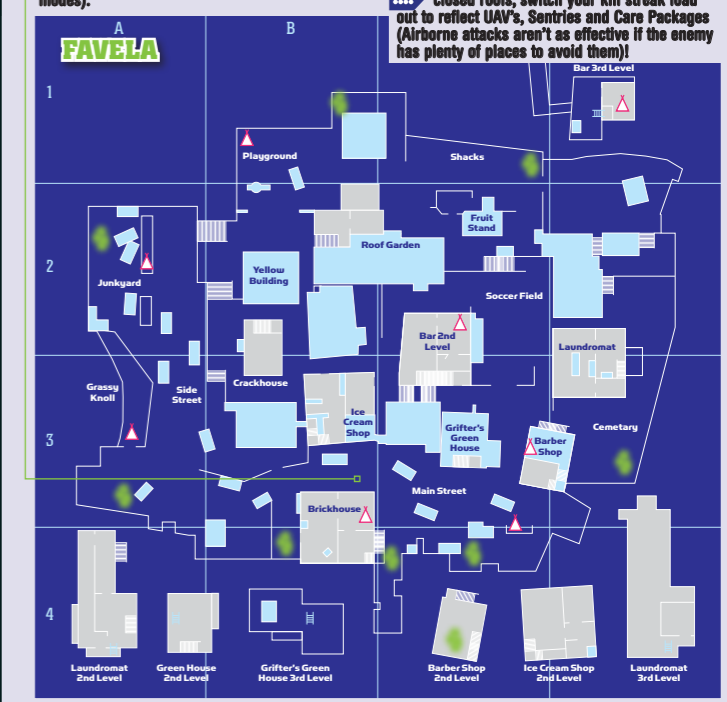 modes).
closed roofs, switch your kill streak load
out to reflect UAV's, Sentries and Care Packages
(Airborne attacks aren't as effective if the enemy
has plenty of places to avoid them)!
A
B
FAVELA
Bar 3rd Level
1
Playground
Shacks
Fruit
Stand
Roof Garden
2
Yellow
Building
Junkyard
Soccer Field
Bar 2nd
Level
Laundromat
Grassy
Knoll
Side
Street
Crackhouse
Ice
Cream
Shop
Grifter's
Green
House
Cemetary
3
Barber
Shop
Main Street
Brickhouse
4
Laundromat
2nd Level
Green House
2nd Level
Grifter's Green
House 3rd Level
Barber Shop
2nd Level
Ice Cream Shop
2nd Level
Laundromat
3rd Level